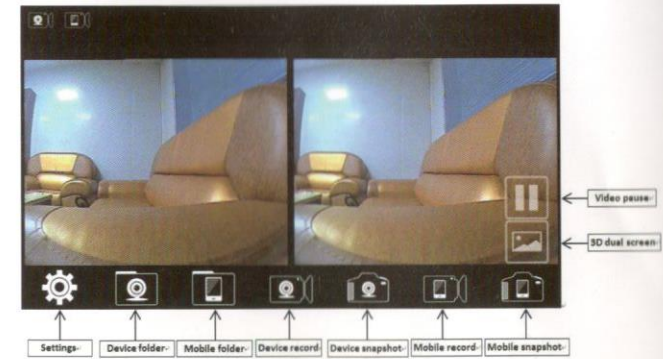 Video pause
3D dual screen
Settings
Device folder
Mobile folder
Device record
Device snapshot
Mobile record
Mobile snapshot